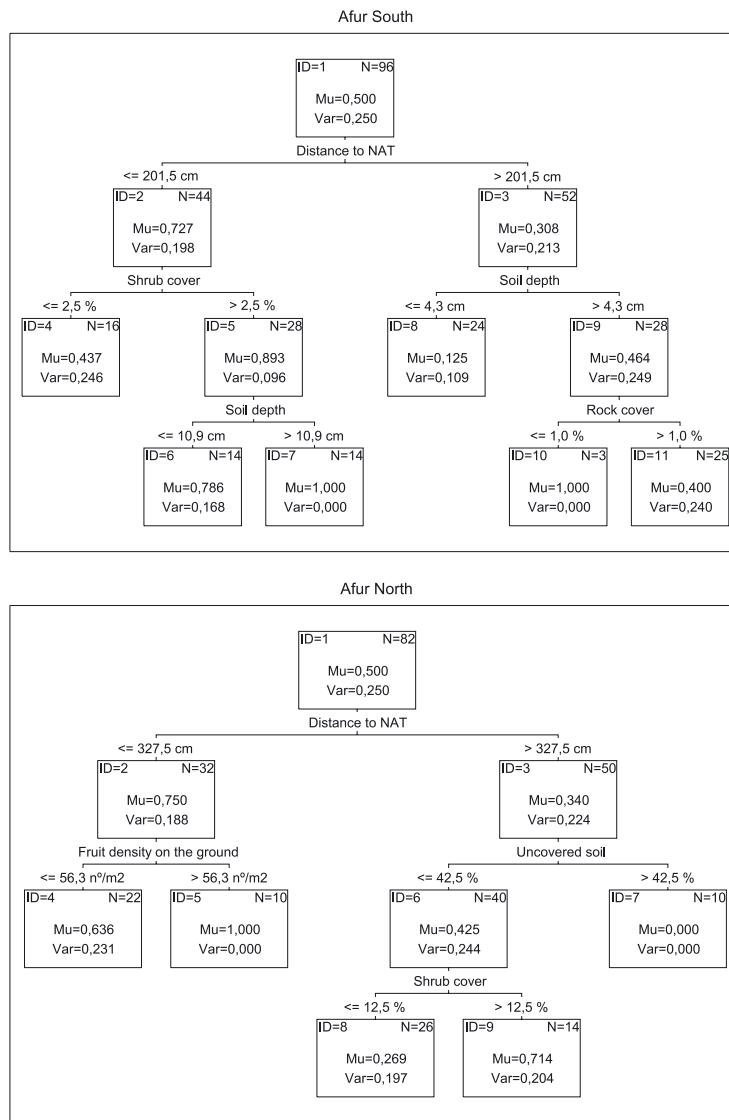 Afur South
ID=1 N=96
Mu=0,500
Var=0,250
Distance to NAT
<= 201,5 cm > 201,5 cm
ID=2 N=44 ID=3 N=52
Mu=0,727 Mu=0,308
Var=0,198 Var=0,213
Shrub cover Soil depth
<= 2,5 % > 2,5 % <= 4,3 cm > 4,3 cm
ID=4 N=16 ID=5 N=28 ID=8 N=24 ID=9 N=28
Mu=0,437 Mu=0,893 Mu=0,125 Mu=0,464
Var=0,246 Var=0,096 Var=0,109 Var=0,249
Soil depth Rock cover
<= 10,9 cm > 10,9 cm <= 1,0 % > 1,0 %
ID=6 N=14 ID=7 N=14 ID=10 N=3 ID=11 N=25
Mu=0,786 Mu=1,000 Mu=1,000 Mu=0,400
Var=0,168 Var=0,000 Var=0,000 Var=0,240
Afur North
ID=1 N=82
Mu=0,500
Var=0,250
Distance to NAT
<= 327,5 cm > 327,5 cm
ID=2 N=32 ID=3 N=50
Mu=0,750 Mu=0,340
Var=0,188 Var=0,224
Fruit density on the ground Uncovered soil
<= 56,3 nº/m2 > 56,3 nº/m2 <= 42,5 % > 42,5 %
ID=4 N=22 ID=5 N=10 ID=6 N=40 ID=7 N=10
Mu=0,636 Mu=1,000 Mu=0,425 Mu=0,000
Var=0,231 Var=0,000 Var=0,244 Var=0,000
Shrub cover
<= 12,5 % >12,5 %
ID=8 N=26 ID=9 N=14
Mu=0,269 Mu=0,714
Var=0,197 Var=0,204